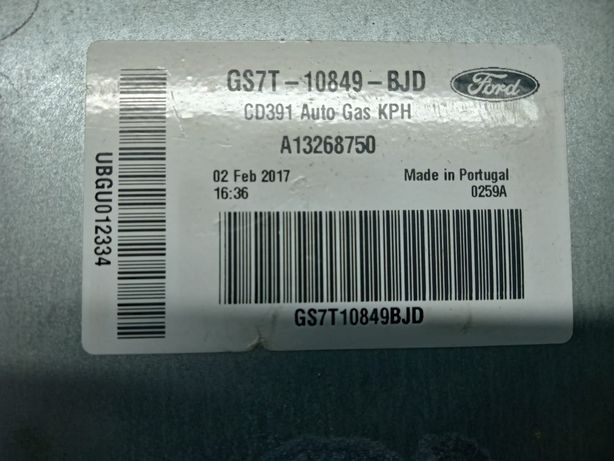 GS7T-10849-BJD Ford
CD391 Auto Gas KPH
A13268750
02 Feb 2017 Made in Portugal
16:36 0259A
GS7T10849BJD
UBGU012334